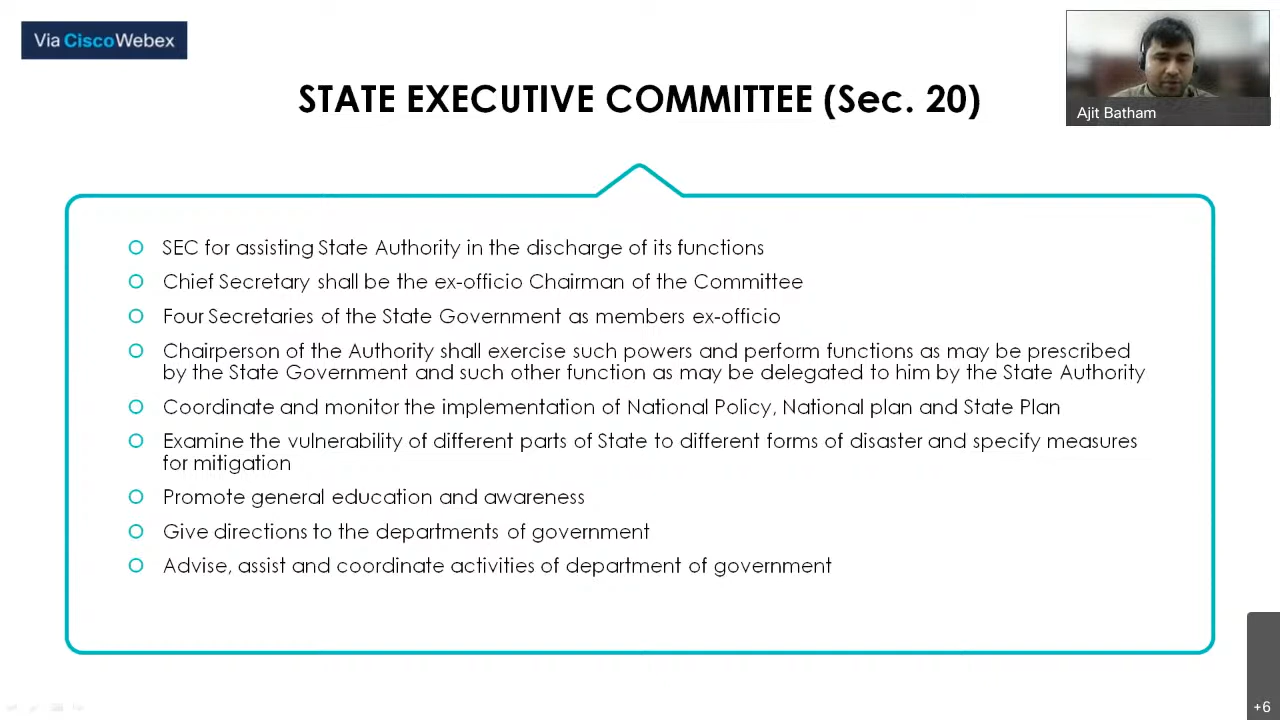 Via CiscoWebex
STATE EXECUTIVE COMMITTEE (Sec. 20)
Ajit Batham
SEC for assisting State Authority in the discharge of its functions
Chief Secretary shall be the ex-officio Chairman of the Committee
Four Secretaries of the State Government as members ex-officio
Chairperson of the Authority shall exercise such powers and perform functions as may be prescribed
by the State Government and such other function as may be delegated to him by the State Authority
Coordinate and monitor the implementation of National Policy, National plan and State Plan
Examine the vulnerability of different parts of State to different forms of disaster and specify measures
for mitigation
Promote general education and awareness
Give directions to the departments of government
Advise, assist and coordinate activities of department of government
+6